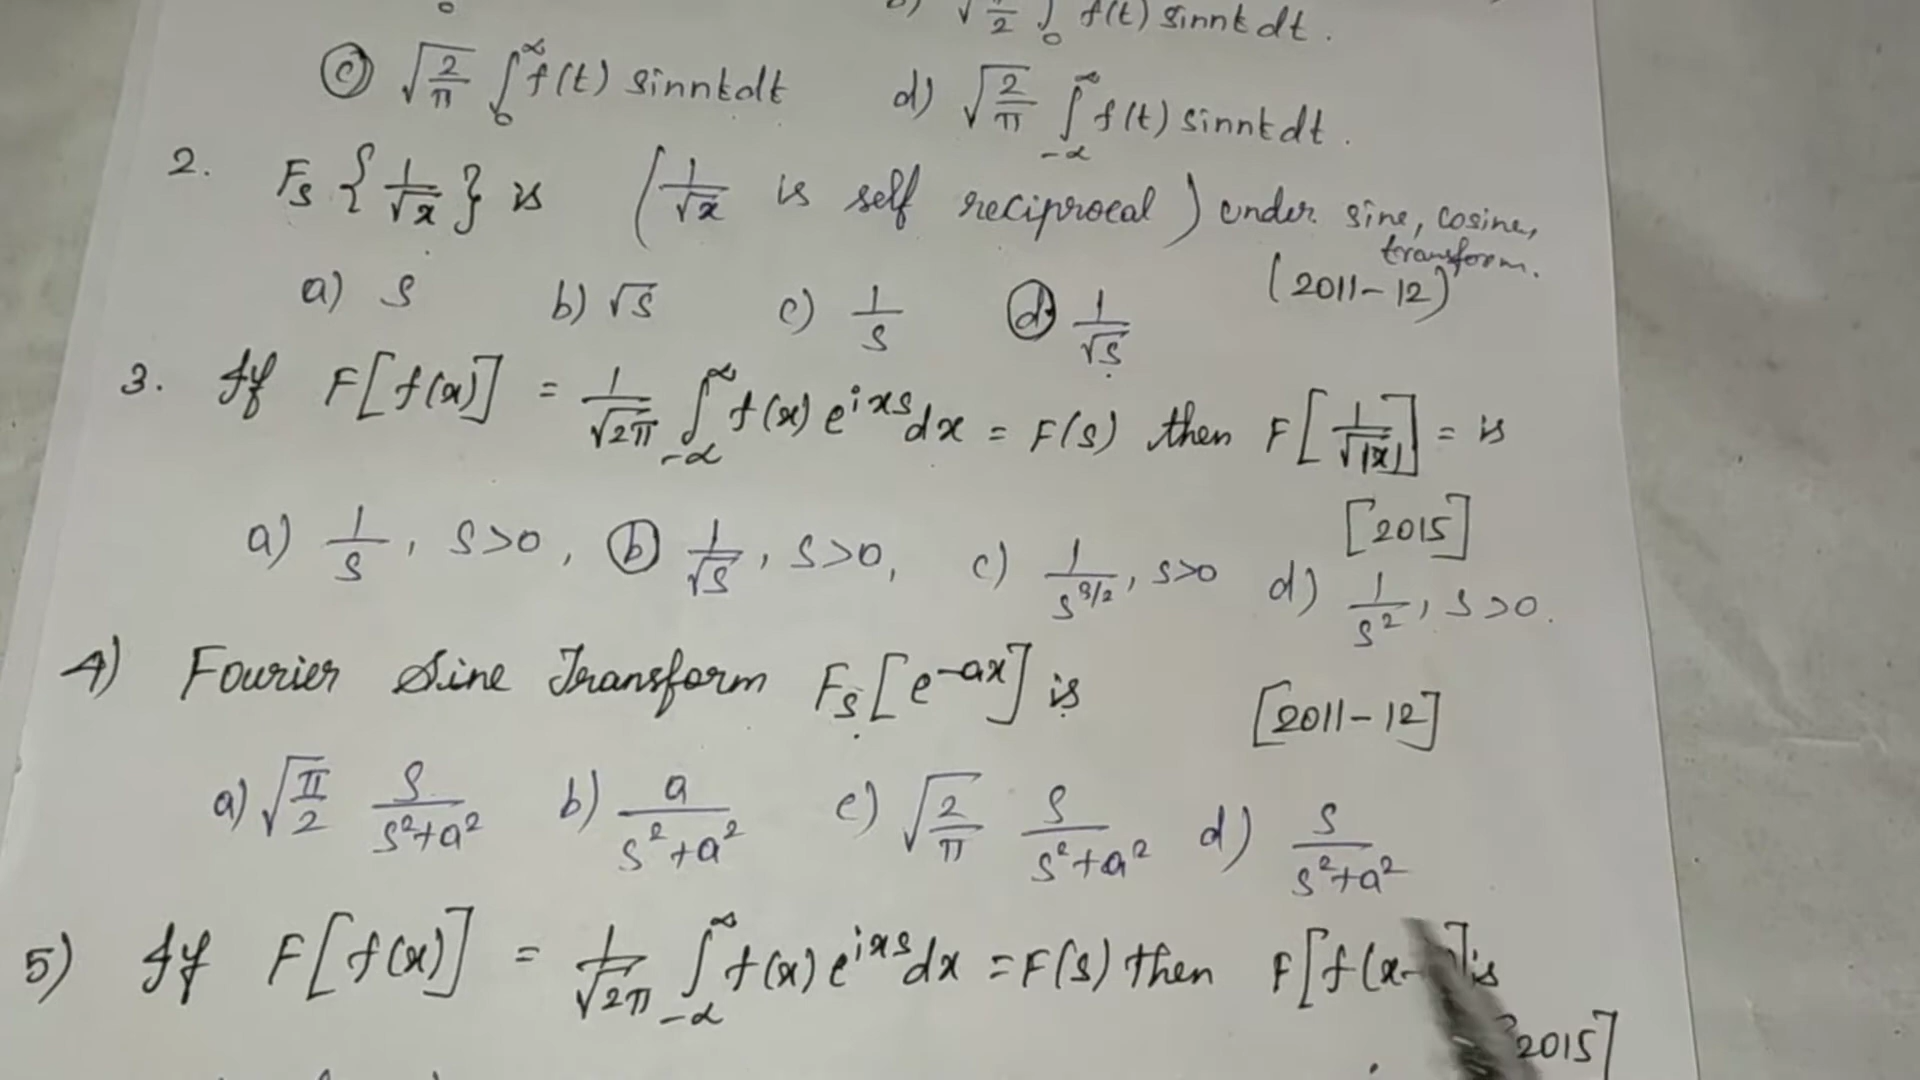 b) √π/2 ∫₀ f(t) sinnt dt.
c) √2/π ∫₀^∞ f(t) sinnt dt d) √2/π ∫_-∞^∞ f(t) sinnt dt.
2. Fs {1/√x} is (1/√x is self reciprocal) under sine, cosine,
transform.
a) s b) √s c) 1/s d) 1/√s (2011-12)
3. If F[f(x)] = 1/√2π ∫_-∞^∞ f(x) e^ixs dx = F(s) then F[1/√|x|] = is
[2015]
a) 1/s, s>0, b) 1/√s, s>0, c) 1/s^3/2, s>0 d) 1/s², s>0.
4) Fourier Sine Transform Fs[e^-ax] is [2011-12]
a) √π/2 s/s²+a² b) a/s²+a² c) √2/π s/s²+a² d) s/s²+a²
5) If F[f(x)] = 1/√2π ∫_-∞^∞ f(x) e^ixs dx = F(s) then F[f(x- ] is
2015]